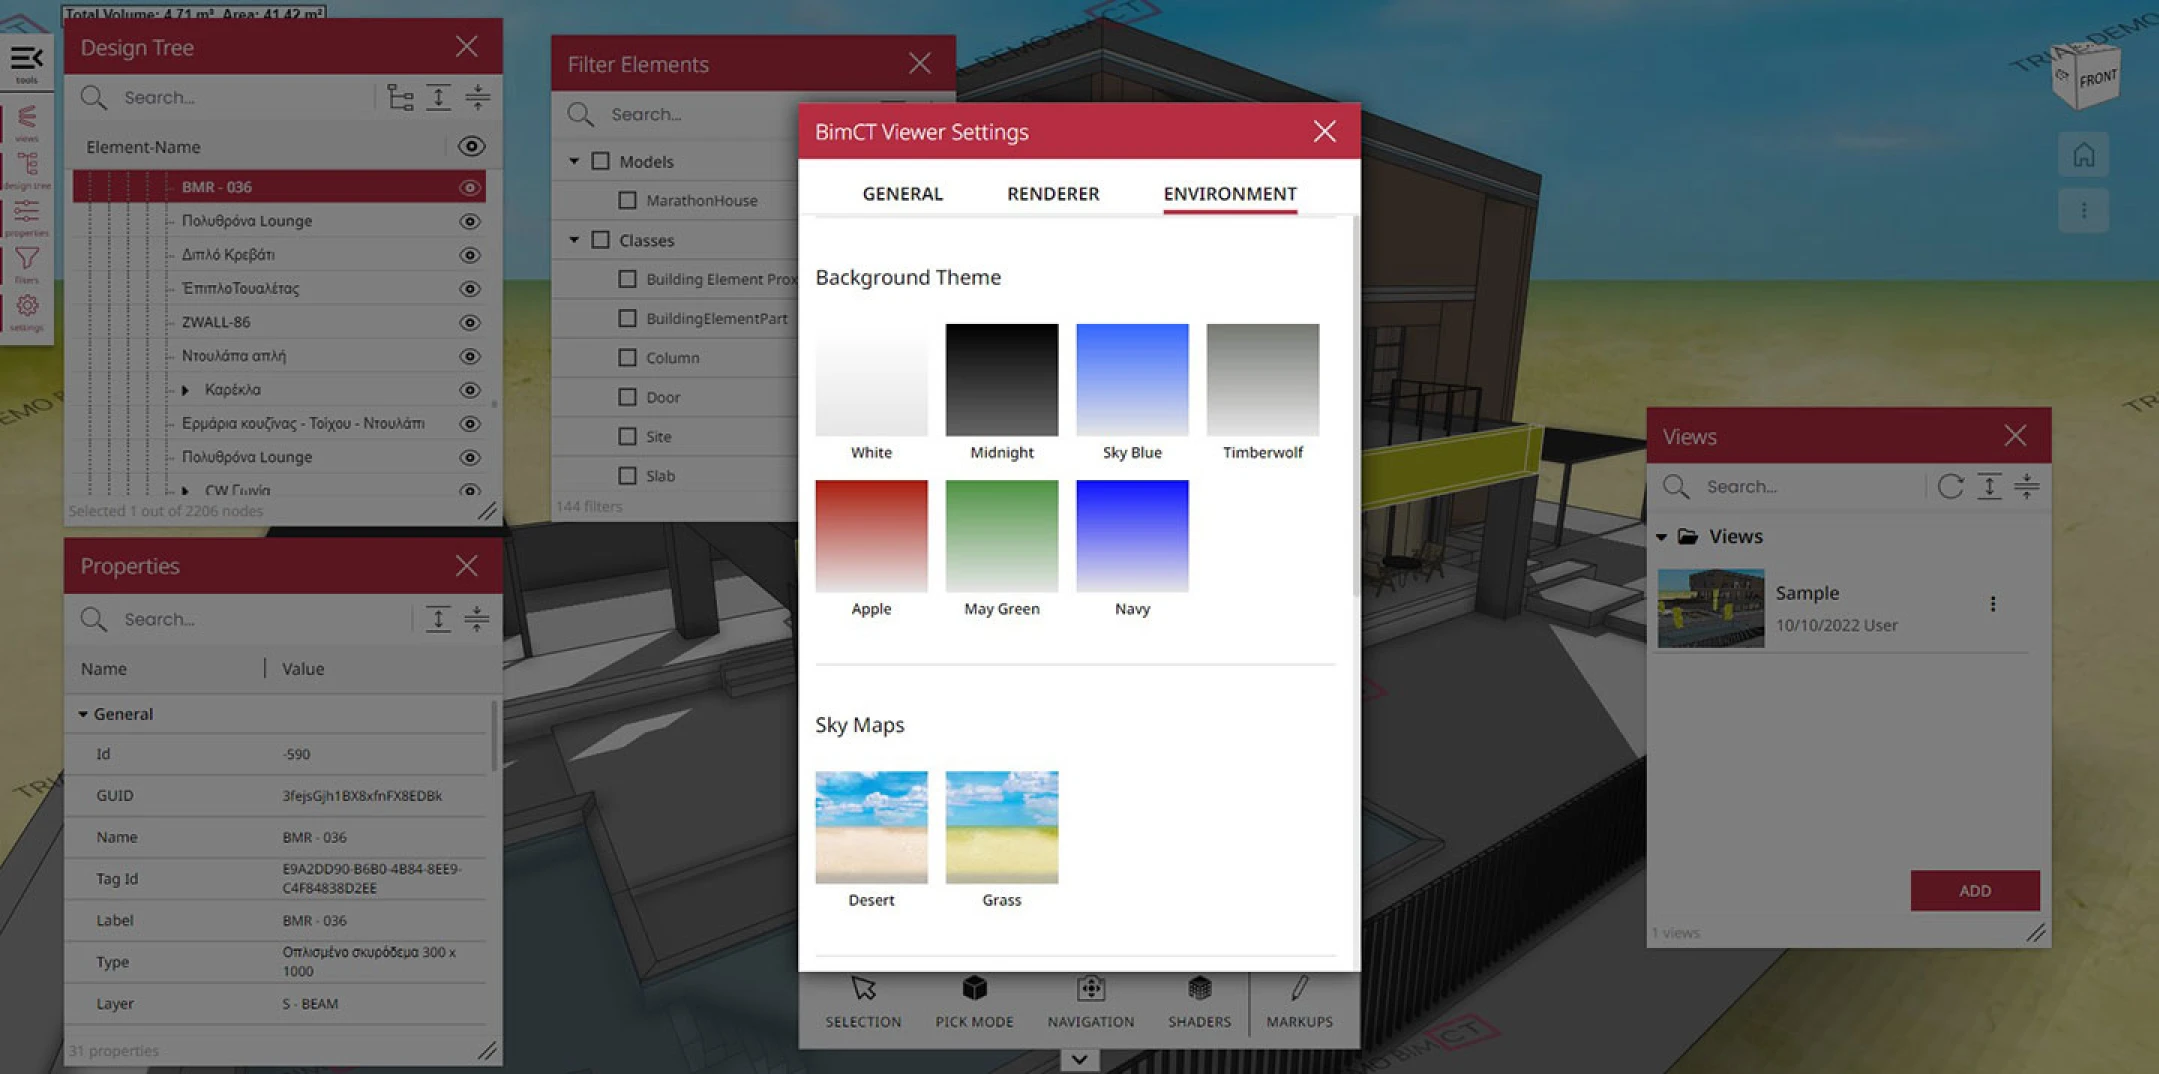 Total Volume: 4.71 m³ Area: 41.42 m²
tools
views
design tree
properties
filters
settings
Design Tree
Search...
Element-Name
BMR - 036
Πολυθρόνα Lounge
Διπλό Κρεβάτι
ΈπιπλοΤουαλέτας
ZWALL-86
Ντουλάπα απλή
Καρέκλα
Ερμάρια κουζίνας - Τοίχου - Ντουλάπι
Πολυθρόνα Lounge
CW Γωνία
Selected 1 out of 2206 nodes
Properties
Search...
Name Value
General
Id -590
GUID 3fejsGjh1BX8xfnFX8EDBk
Name BMR - 036
Tag Id E9A2DD90-B6B0-4B84-8EE9-
C4F84838D2EE
Label BMR - 036
Type Οπλισμένο σκυρόδεμα 300 x
1000
Layer S - BEAM
31 properties
Filter Elements
Search...
Models
MarathonHouse
Classes
Building Element Prox
BuildingElementPart
Column
Door
Site
Slab
144 filters
BimCT Viewer Settings
GENERAL RENDERER ENVIRONMENT
Background Theme
White Midnight Sky Blue Timberwolf
Apple May Green Navy
Sky Maps
Desert Grass
SELECTION PICK MODE NAVIGATION SHADERS MARKUPS
FRONT
TRIAL DEMO
Views
Search...
Views
Sample
10/10/2022 User
ADD
1 views